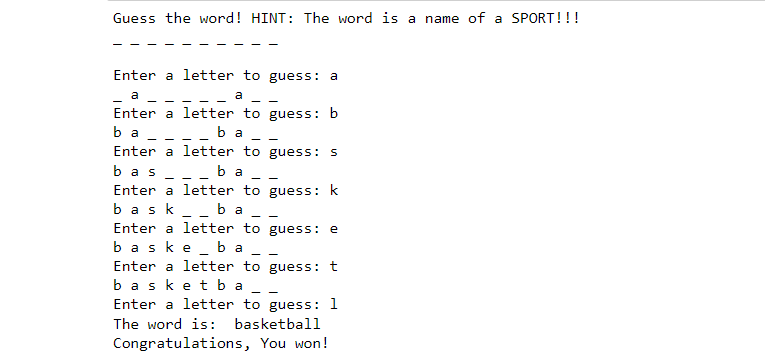 Guess the word! HINT: The word is a name of a SPORT!!!
_ _ _ _ _ _ _ _ _ _
Enter a letter to guess: a
_ a _ _ _ _ _ a _ _
Enter a letter to guess: b
b a _ _ _ _ b a _ _
Enter a letter to guess: s
b a s _ _ _ b a _ _
Enter a letter to guess: k
b a s k _ _ b a _ _
Enter a letter to guess: e
b a s k e _ b a _ _
Enter a letter to guess: t
b a s k e t b a _ _
Enter a letter to guess: l
The word is:  basketball
Congratulations, You won!